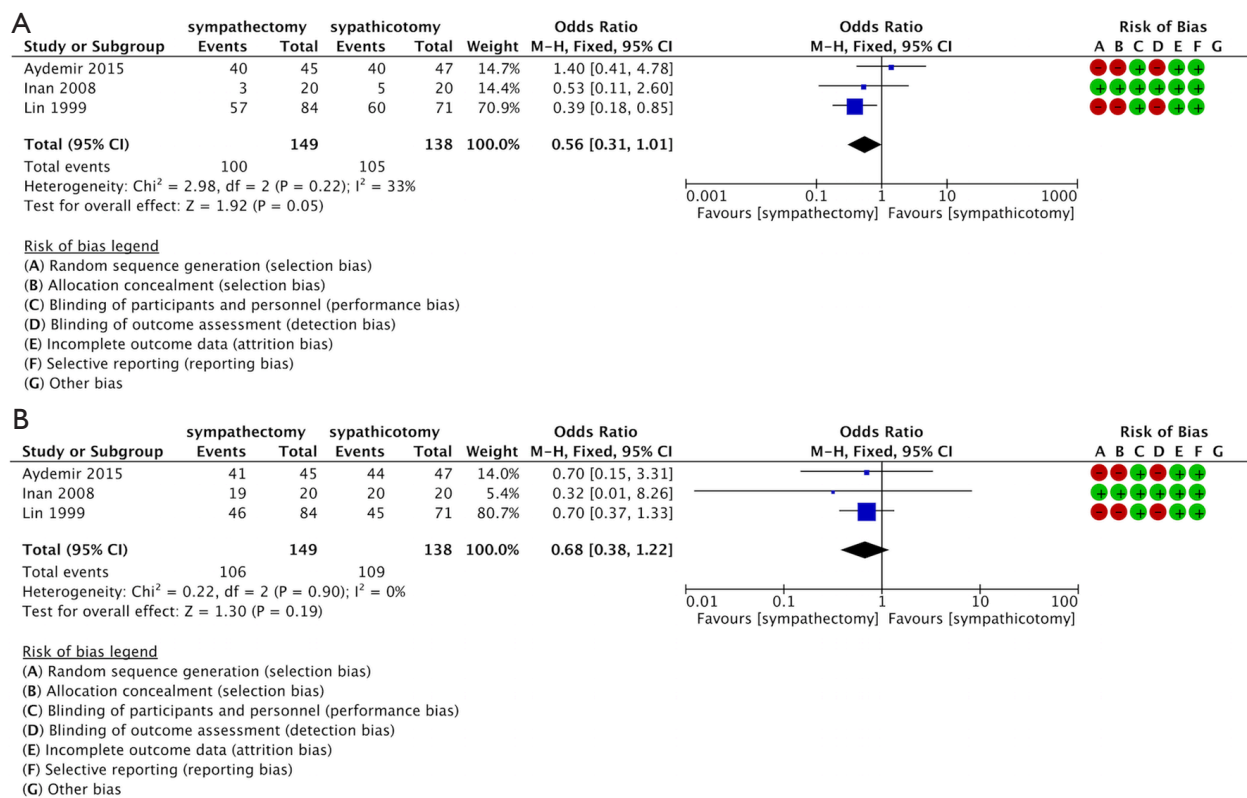 A
sympathectomy sypathicotomy Odds Ratio Odds Ratio Risk of Bias
Study or Subgroup Events Total Events Total Weight M-H, Fixed, 95% CI M-H, Fixed, 95% CI A B C D E F G
Aydemir 2015 40 45 40 47 14.7% 1.40 [0.41, 4.78] - - + - + +
Inan 2008 3 20 5 20 14.4% 0.53 [0.11, 2.60] + + + + + +
Lin 1999 57 84 60 71 70.9% 0.39 [0.18, 0.85] - - + - + +
Total (95% CI) 149 138 100.0% 0.56 [0.31, 1.01]
Total events 100 105
Heterogeneity: Chi² = 2.98, df = 2 (P = 0.22); I² = 33%
Test for overall effect: Z = 1.92 (P = 0.05)
0.001 0.1 1 10 1000
Favours [sympathectomy] Favours [sympathicotomy]
Risk of bias legend
(A) Random sequence generation (selection bias)
(B) Allocation concealment (selection bias)
(C) Blinding of participants and personnel (performance bias)
(D) Blinding of outcome assessment (detection bias)
(E) Incomplete outcome data (attrition bias)
(F) Selective reporting (reporting bias)
(G) Other bias
B
sympathectomy sypathicotomy Odds Ratio Odds Ratio Risk of Bias
Study or Subgroup Events Total Events Total Weight M-H, Fixed, 95% CI M-H, Fixed, 95% CI A B C D E F G
Aydemir 2015 41 45 44 47 14.0% 0.70 [0.15, 3.31] - - + - + +
Inan 2008 19 20 20 20 5.4% 0.32 [0.01, 8.26] + + + + + +
Lin 1999 46 84 45 71 80.7% 0.70 [0.37, 1.33] - - + - + +
Total (95% CI) 149 138 100.0% 0.68 [0.38, 1.22]
Total events 106 109
Heterogeneity: Chi² = 0.22, df = 2 (P = 0.90); I² = 0%
Test for overall effect: Z = 1.30 (P = 0.19)
0.01 0.1 1 10 100
Favours [sympathectomy] Favours [sympathicotomy]
Risk of bias legend
(A) Random sequence generation (selection bias)
(B) Allocation concealment (selection bias)
(C) Blinding of participants and personnel (performance bias)
(D) Blinding of outcome assessment (detection bias)
(E) Incomplete outcome data (attrition bias)
(F) Selective reporting (reporting bias)
(G) Other bias